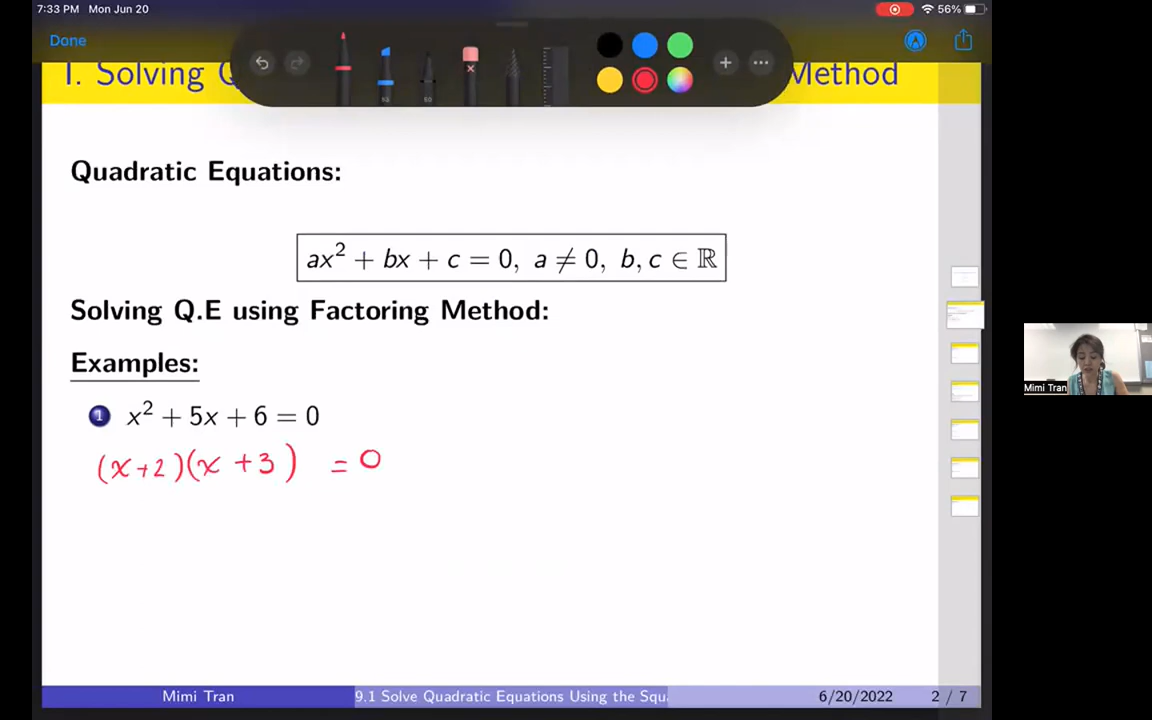 7:33 PM Mon Jun 20
56%
Done
I. Solving Method
Quadratic Equations:
ax² + bx + c = 0, a ≠ 0, b, c ∈ ℝ
Solving Q.E using Factoring Method:
Examples:
1 x² + 5x + 6 = 0
(x+2)(x+3) = 0
Mimi Tran
Mimi Tran 9.1 Solve Quadratic Equations Using the Squ 6/20/2022 2 / 7